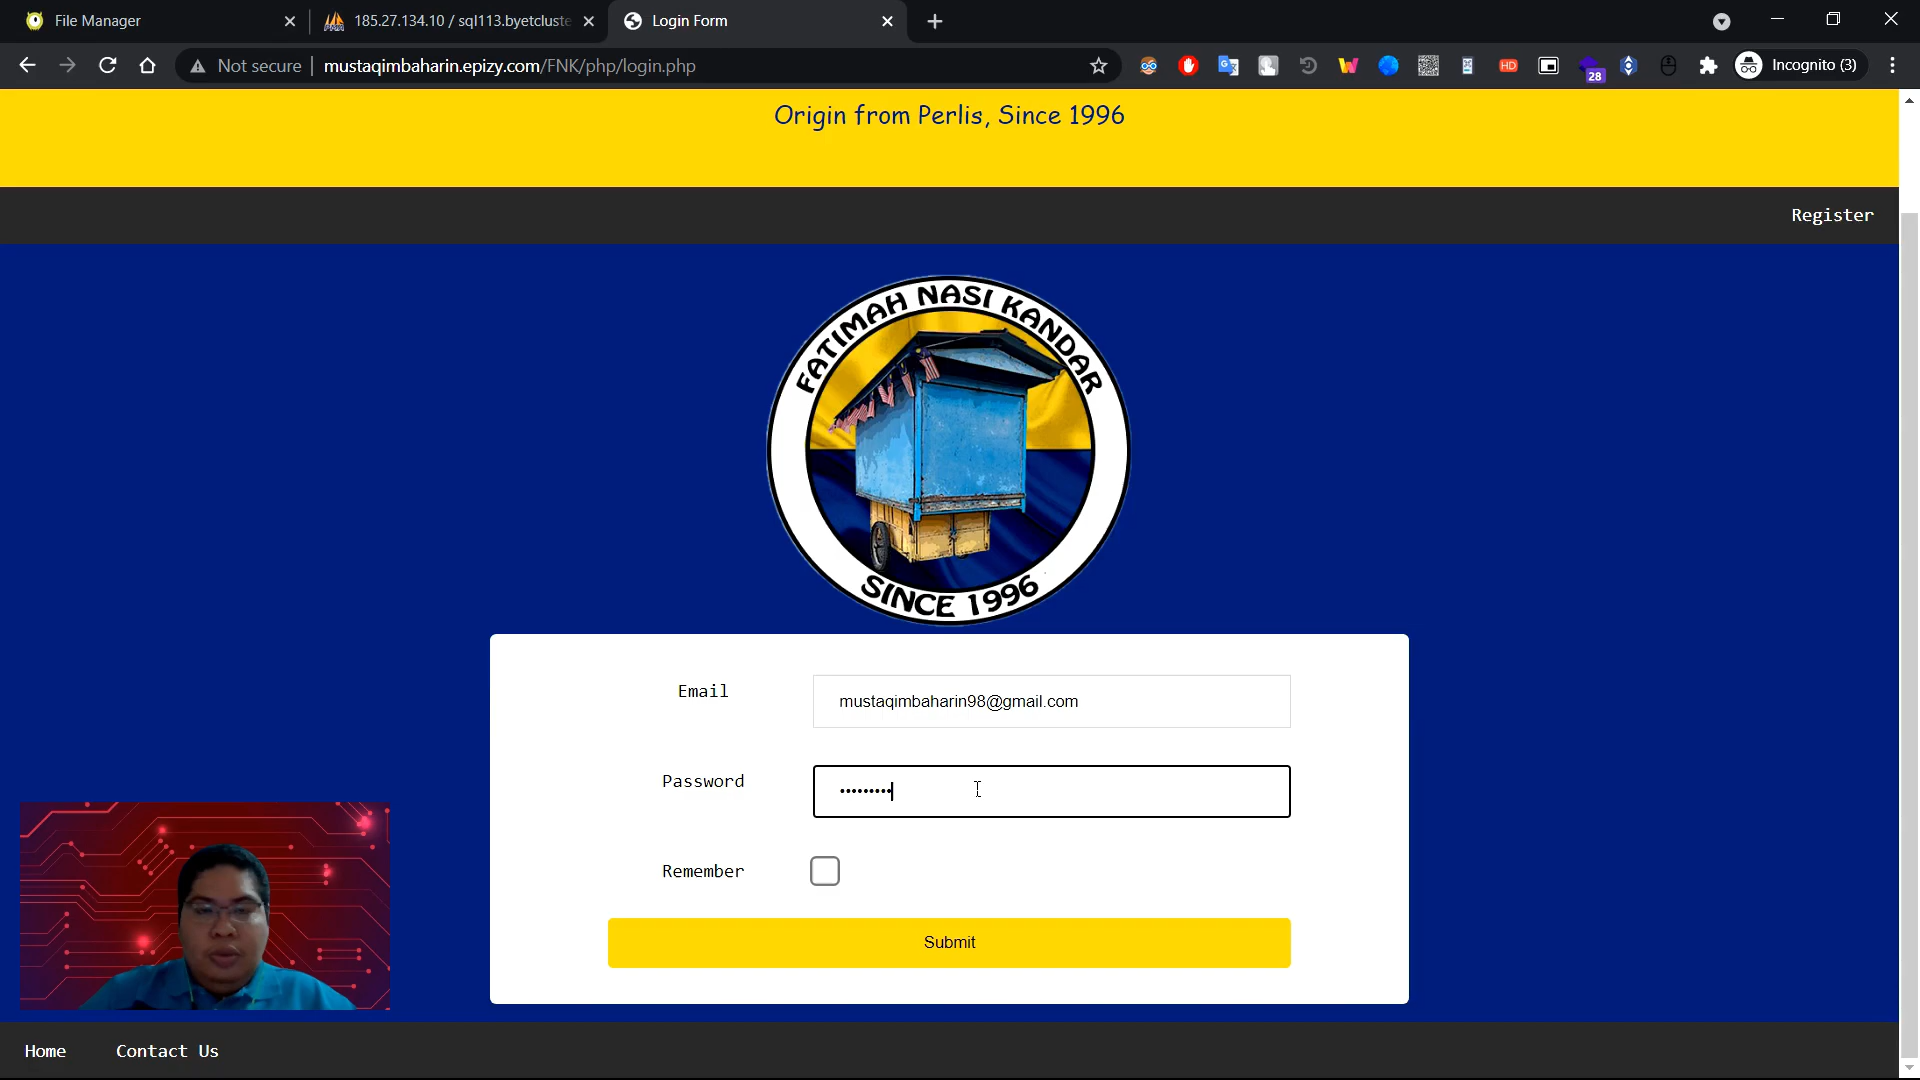 File Manager
185.27.134.10 / sql113.byetcluste
Login Form
Not secure
mustaqimbaharin.epizy.com/FNK/php/login.php
HD
28
Incognito (3)
Origin from Perlis, Since 1996
Register
FATIMAH NASI KANDAR
SINCE 1996
Email
mustaqimbaharin98@gmail.com
Password
•••••••••
Remember
Submit
Home
Contact Us